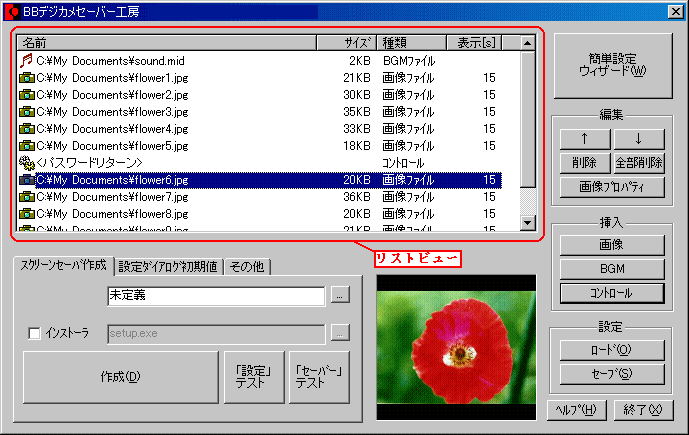 BBデジカメセーバー工房
名前 サイズ 種類 表示[s]
C:¥My Documents¥sound.mid 2KB BGMファイル
C:¥My Documents¥flower1.jpg 21KB 画像ファイル 15
C:¥My Documents¥flower2.jpg 30KB 画像ファイル 15
C:¥My Documents¥flower3.jpg 35KB 画像ファイル 15
C:¥My Documents¥flower4.jpg 33KB 画像ファイル 15
C:¥My Documents¥flower5.jpg 18KB 画像ファイル 15
<パスワードリターン> コントロール
C:¥My Documents¥flower6.jpg 20KB 画像ファイル 15
C:¥My Documents¥flower7.jpg 36KB 画像ファイル 15
C:¥My Documents¥flower8.jpg 20KB 画像ファイル 15
C:¥My Documents¥flower9.jpg 21KB 画像ファイル 15
リストビュー
簡単設定
ウィザード(W)
編集
↑ ↓
削除 全部削除
画像プロパティ
挿入
画像
BGM
コントロール
設定
ロード(O)
セーブ(S)
ヘルプ(H) 終了(X)
スクリーンセーバ作成 設定ダイアログ初期値 その他
未定義 ...
インストーラ setup.exe ...
作成(D)
「設定」
テスト
「セーバー」
テスト